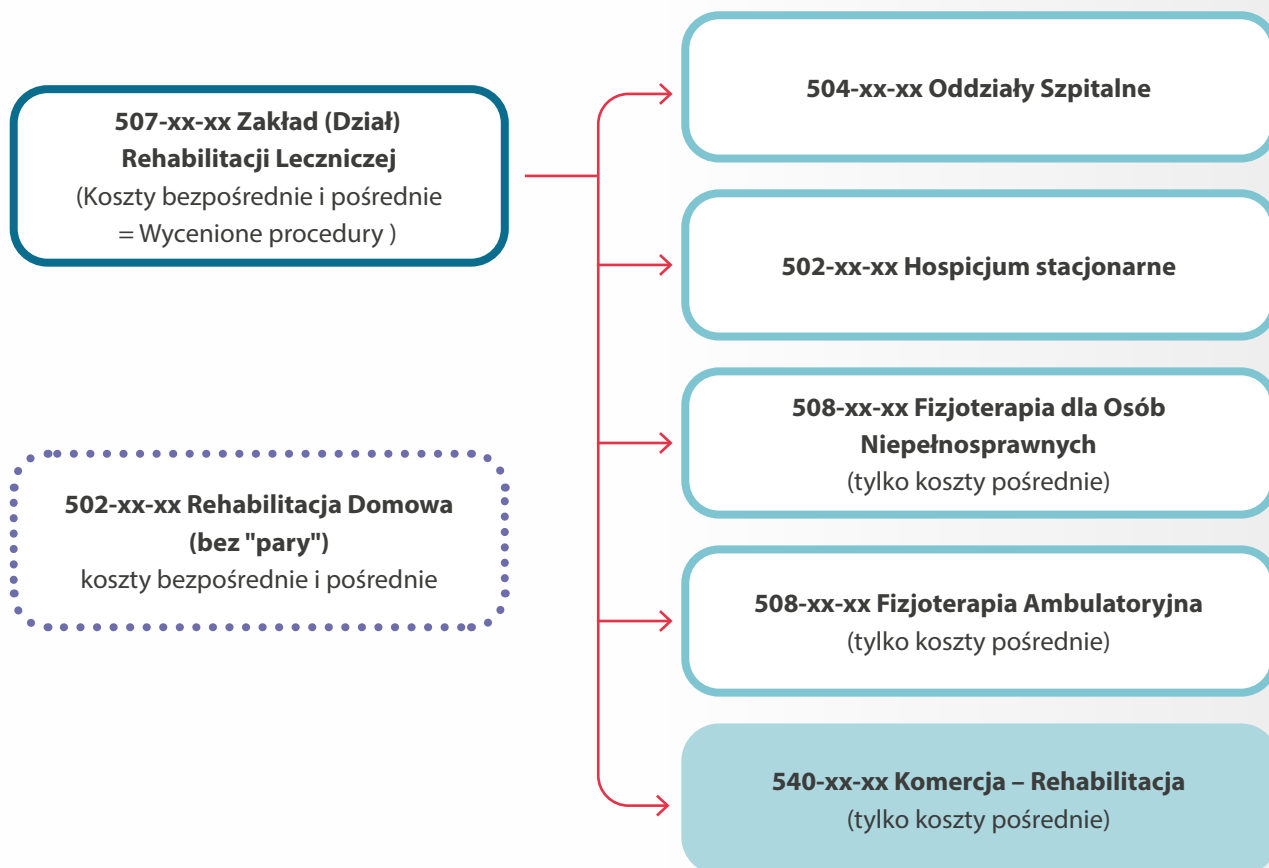 507-xx-xx Zakład (Dział)
Rehabilitacji Leczniczej
(Koszty bezpośrednie i pośrednie
= Wycenione procedury )
502-xx-xx Rehabilitacja Domowa
(bez "pary")
koszty bezpośrednie i pośrednie
504-xx-xx Oddziały Szpitalne
502-xx-xx Hospicjum stacjonarne
508-xx-xx Fizjoterapia dla Osób
Niepełnosprawnych
(tylko koszty pośrednie)
508-xx-xx Fizjoterapia Ambulatoryjna
(tylko koszty pośrednie)
540-xx-xx Komercja – Rehabilitacja
(tylko koszty pośrednie)